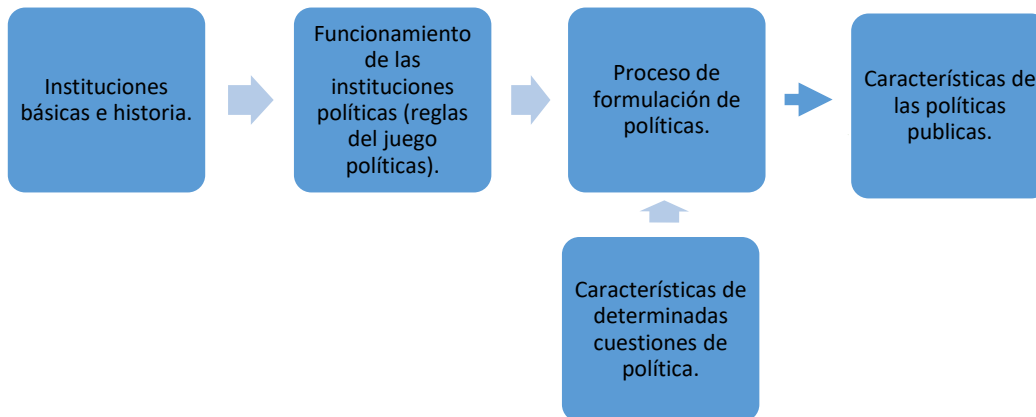 Instituciones
básicas e historia.
Funcionamiento
de las
instituciones
políticas (reglas
del juego
políticas).
Proceso de
formulación de
políticas.
Características de
las políticas
publicas.
Características de
determinadas
cuestiones de
política.